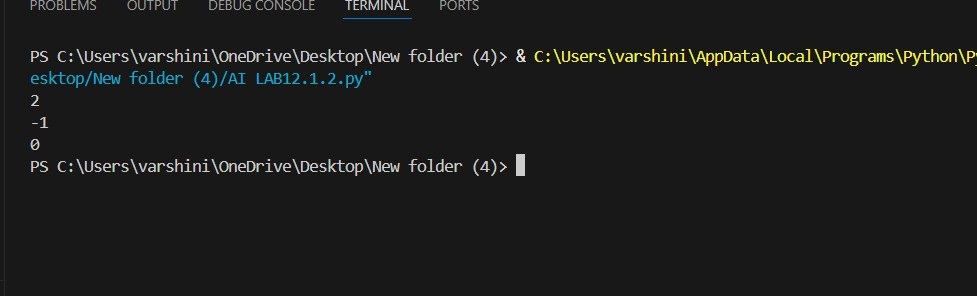 PROBLEMS OUTPUT DEBUG CONSOLE TERMINAL PORTS
PS C:\Users\varshini\OneDrive\Desktop\New folder (4)> & C:\Users\varshini\AppData\Local\Programs\Python\Py
esktop/New folder (4)/AI LAB12.1.2.py"
2
-1
0
PS C:\Users\varshini\OneDrive\Desktop\New folder (4)>